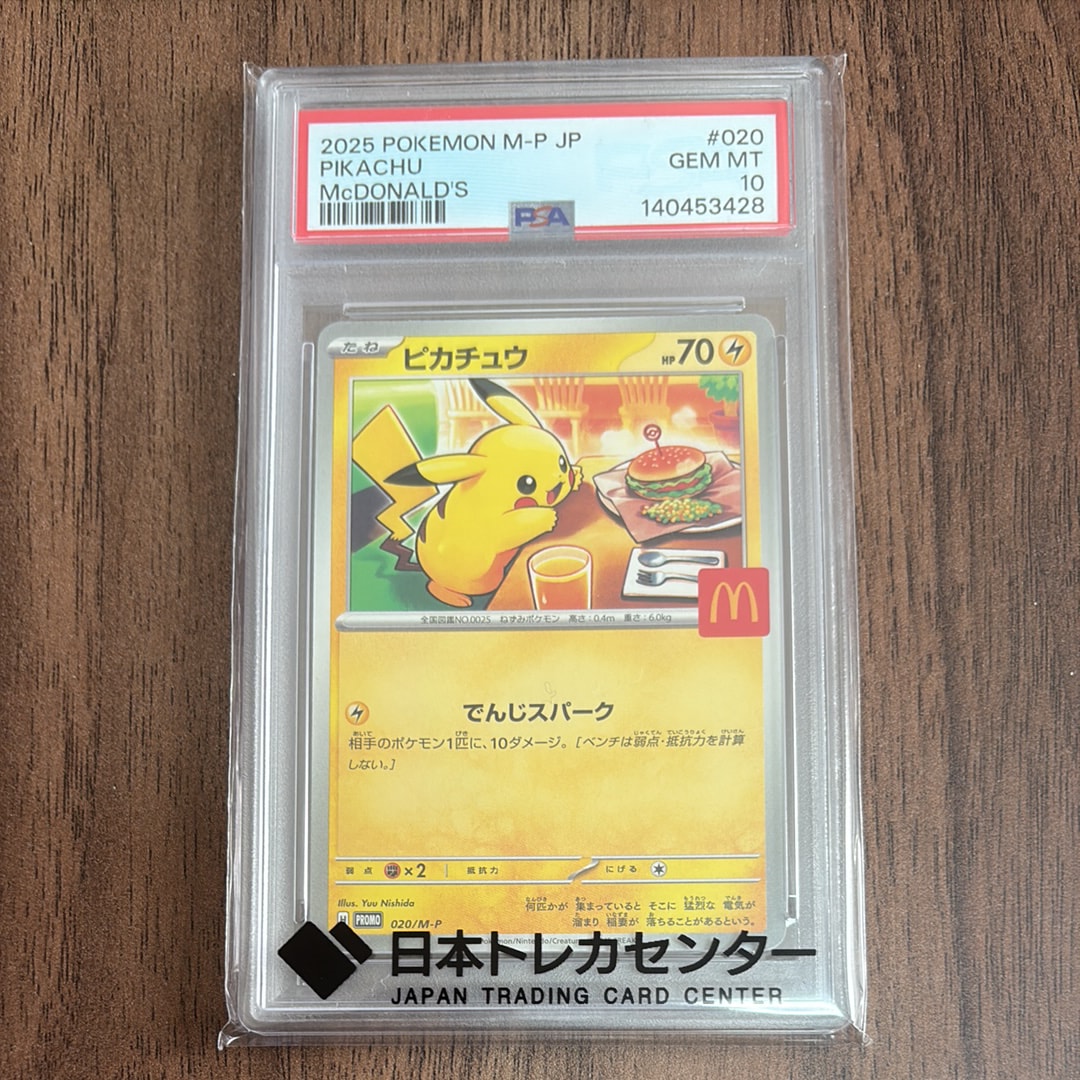 2025 POKEMON M-P JP #020
PIKACHU GEM MT
McDONALD'S 10
PSA 140453428
たね ピカチュウ HP70
全国図鑑NO.0025 ねずみポケモン 高さ:0.4m 重さ:6.0kg
でんじスパーク
相手のポケモン1匹に、10ダメージ。[ベンチは弱点・抵抗力を計算
しない。]
弱点 ×2 抵抗力 にげる
Illus. Yuu Nishida
何匹かが 集まっていると そこに 猛烈な 電気が
溜まり 稲妻が 落ちることがあるという。
PROMO 020/M-P
日本トレカセンター
JAPAN TRADING CARD CENTER